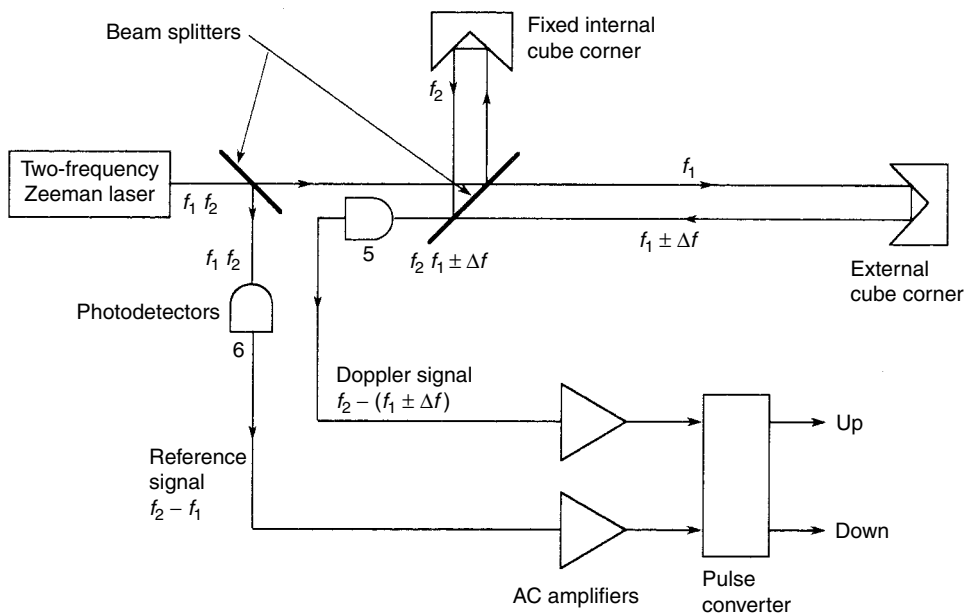 Beam splitters
Fixed internal
cube corner
f2
Two-frequency
Zeeman laser
f1 f2
f1
f1 ± Δf
5
f2 f1 ± Δf
f1 f2
External
cube corner
Photodetectors
6
Doppler signal
f2 – (f1 ± Δf)
Up
Reference
signal
f2 – f1
Down
AC amplifiers
Pulse
converter